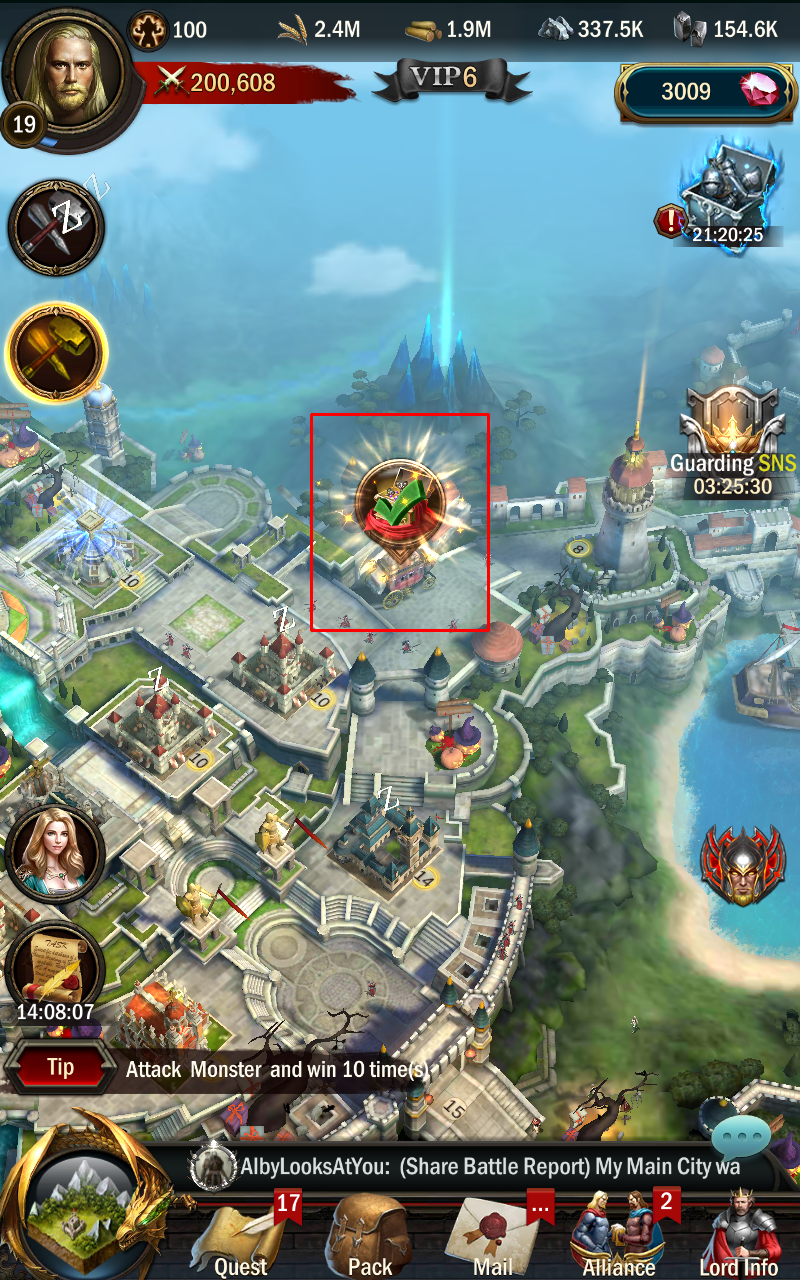 100
2.4M
1.9M
337.5K
154.6K
200,608
VIP6
3009
19
Z
Z
21:20:25
Guarding SNS
03:25:30
8
10
Z
10
Z
10
Z
14
TASK
14:08:07
Tip
Attack Monster and win 10 time(s)
15
AlbyLooksAtYou: (Share Battle Report) My Main City wa
17
...
2
Quest
Pack
Mail
Alliance
Lord Info